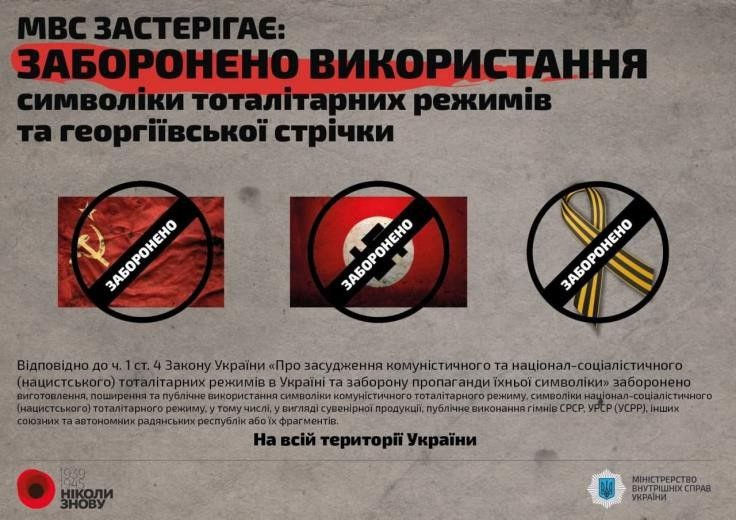 МВС ЗАСТЕРІГАЄ:
ЗАБОРОНЕНО ВИКОРИСТАННЯ
символіки тоталітарних режимів
та георгіївської стрічки
ЗАБОРОНЕНО
ЗАБОРОНЕНО
ЗАБОРОНЕНО
Відповідно до ч. 1 ст. 4 Закону України «Про засудження комуністичного та націонал-соціалістичного
(нацистського) тоталітарних режимів в Україні та заборону пропаганди їхньої символіки» заборонено
виготовлення, поширення та публічне використання символіки комуністичного тоталітарного режиму, символіки націонал-соціалістичного
(нацистського) тоталітарного режиму, у тому числі, у вигляді сувенірної продукції, публічне виконання гімнів СРСР, УРСР (УСРР), інших
союзних та автономних радянських республік або їх фрагментів.
На всій території України
1939
1945
НІКОЛИ
ЗНОВУ
МІНІСТЕРСТВО
ВНУТРІШНІХ СПРАВ
УКРАЇНИ